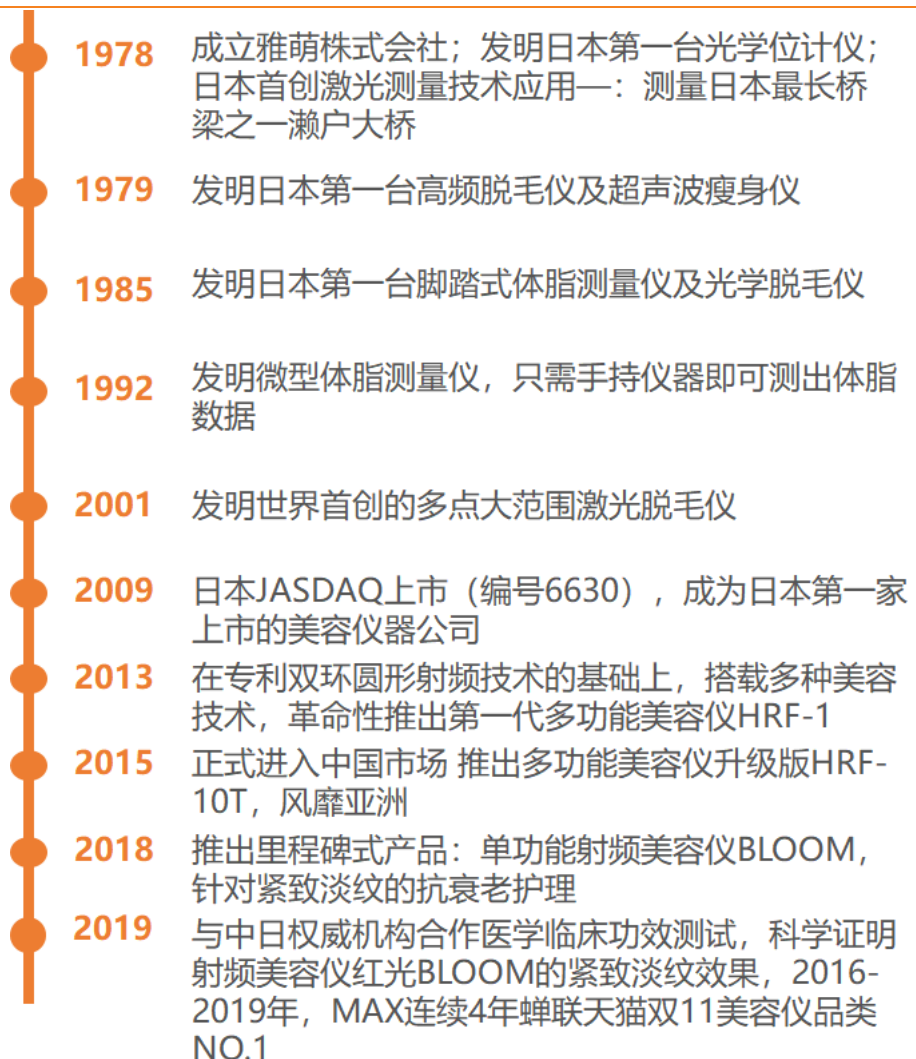 1978
成立雅萌株式会社；发明日本第一台光学位计仪；
日本首创激光测量技术应用—：测量日本最长桥
梁之一濑户大桥
1979
发明日本第一台高频脱毛仪及超声波瘦身仪
1985
发明日本第一台脚踏式体脂测量仪及光学脱毛仪
1992
发明微型体脂测量仪，只需手持仪器即可测出体脂
数据
2001
发明世界首创的多点大范围激光脱毛仪
2009
日本JASDAQ上市（编号6630），成为日本第一家
上市的美容仪器公司
2013
在专利双环圆形射频技术的基础上，搭载多种美容
技术，革命性推出第一代多功能美容仪HRF-1
2015
正式进入中国市场 推出多功能美容仪升级版HRF-
10T，风靡亚洲
2018
推出里程碑式产品：单功能射频美容仪BLOOM，
针对紧致淡纹的抗衰老护理
2019
与中日权威机构合作医学临床功效测试，科学证明
射频美容仪红光BLOOM的紧致淡纹效果，2016-
2019年，MAX连续4年蝉联天猫双11美容仪品类
NO.1